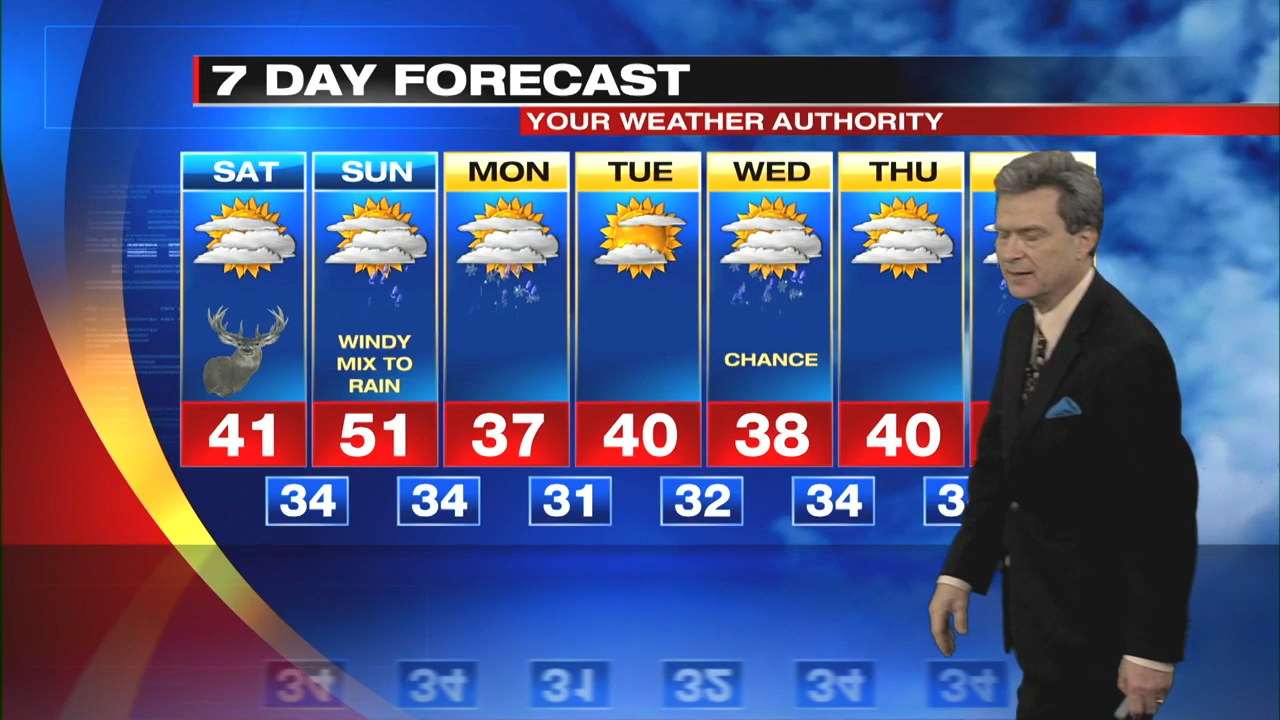 7 DAY FORECAST
YOUR WEATHER AUTHORITY
SAT SUN MON TUE WED THU
WINDY
MIX TO
RAIN
CHANCE
41 51 37 40 38 40
34 34 31 32 34 3
34 34 31 32 34 34